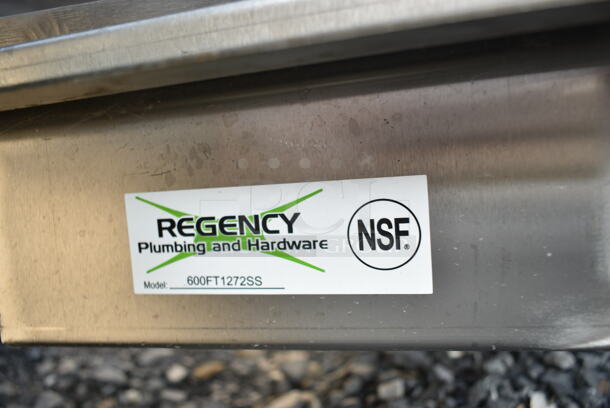 REGENCY
Plumbing and Hardware
NSF®
Model: 600FT1272SS